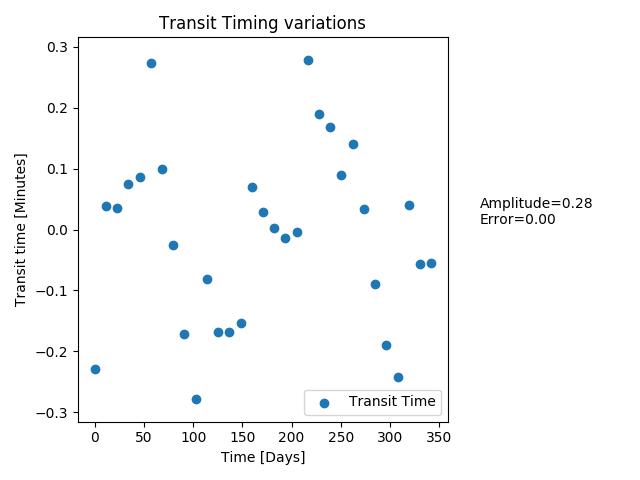 Transit Timing variations
Transit time [Minutes]
0.3
0.2
0.1
0.0
−0.1
−0.2
−0.3
Amplitude=0.28
Error=0.00
Transit Time
0 50 100 150 200 250 300 350
Time [Days]